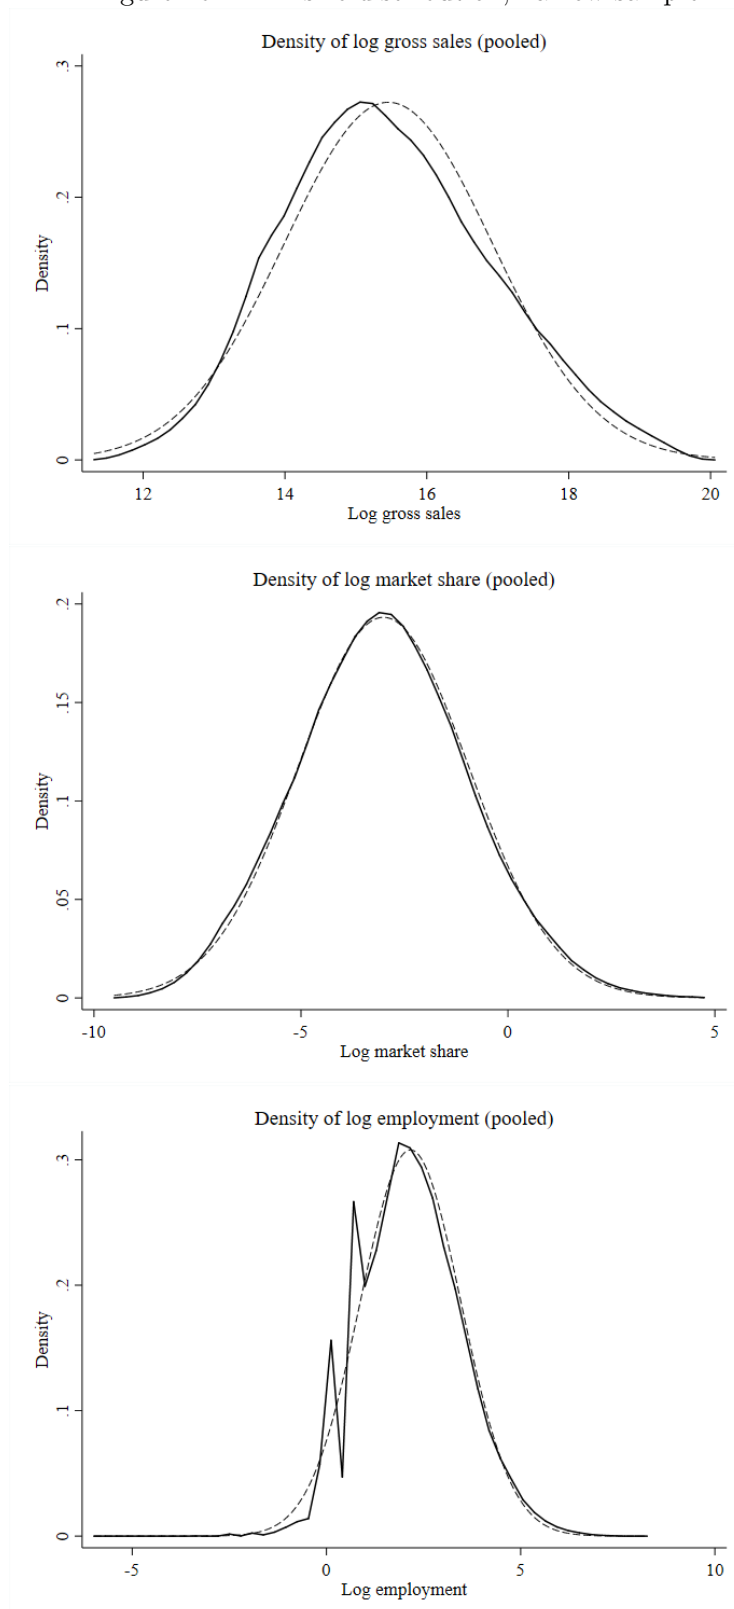 Density of log gross sales (pooled)
.3
.2
.1
0
Density
12 14 16 18 20
Log gross sales
Density of log market share (pooled)
.2
.15
.1
.05
0
Density
-10 -5 0 5
Log market share
Density of log employment (pooled)
.3
.2
.1
0
Density
-5 0 5 10
Log employment